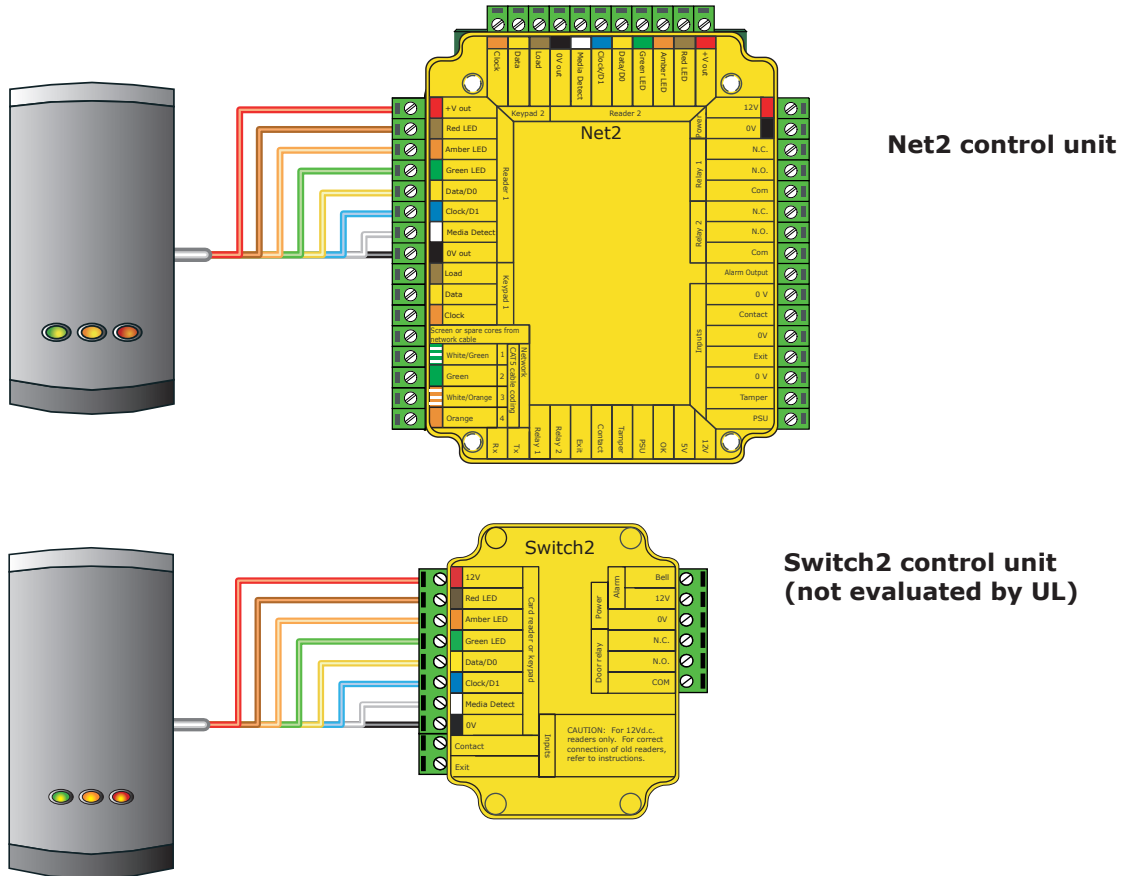 Clock
Data
Load
0V out
Media Detect
Clock/D1
Data/D0
Green LED
Amber LED
Red LED
+V out
Keypad 2
Reader 2
Net2
Net2 control unit
+V out
Red LED
Amber LED
Green LED
Data/D0
Clock/D1
Media Detect
0V out
Reader 1
Load
Data
Clock
Keypad 1
Screen or spare cores from
network cable
White/Green 1
Green 2
White/Orange 3
Orange 4
CAT5 cable coding
Network
12V
0V
Power
N.C.
N.O.
Com
Relay 1
N.C.
N.O.
Com
Relay 2
Alarm Output
0 V
Contact
0V
Exit
0 V
Tamper
PSU
Inputs
Rx
Tx
Relay 1
Relay 2
Exit
Contact
Tamper
PSU
OK
5V
12V
Switch2
Switch2 control unit
(not evaluated by UL)
12V
Red LED
Amber LED
Green LED
Data/D0
Clock/D1
Media Detect
0V
Card reader or keypad
Contact
Exit
Inputs
Bell
12V
Alarm
0V
Power
N.C.
N.O.
COM
Door relay
CAUTION: For 12Vd.c.
readers only. For correct
connection of old readers,
refer to instructions.